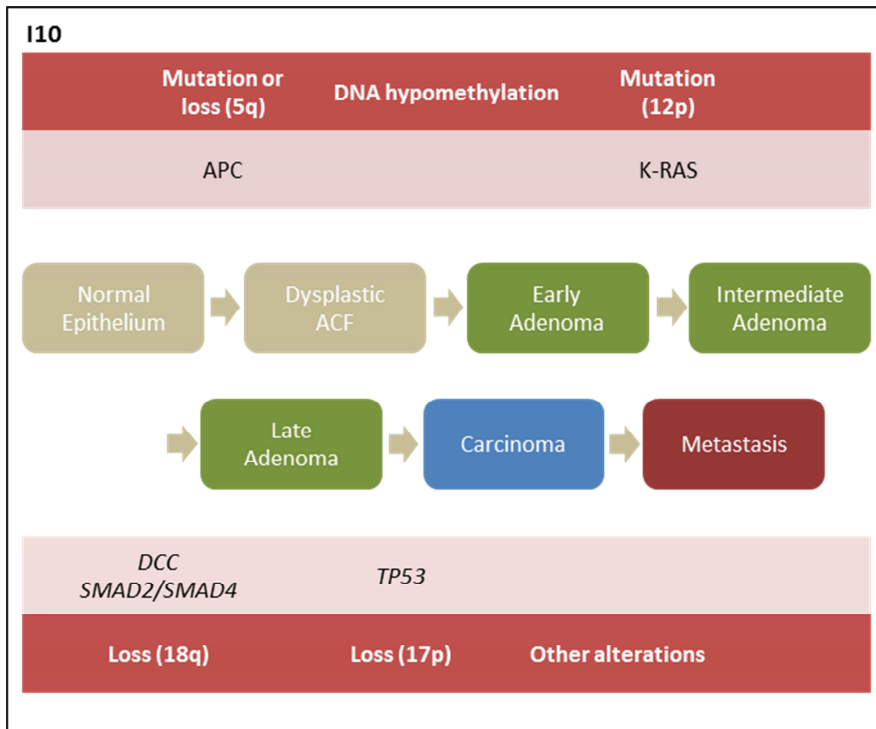 I10
Mutation or
loss (5q)
DNA hypomethylation
Mutation
(12p)
APC
K-RAS
Normal
Epithelium
Dysplastic
ACF
Early
Adenoma
Intermediate
Adenoma
Late
Adenoma
Carcinoma
Metastasis
DCC
SMAD2/SMAD4
TP53
Loss (18q)
Loss (17p)
Other alterations